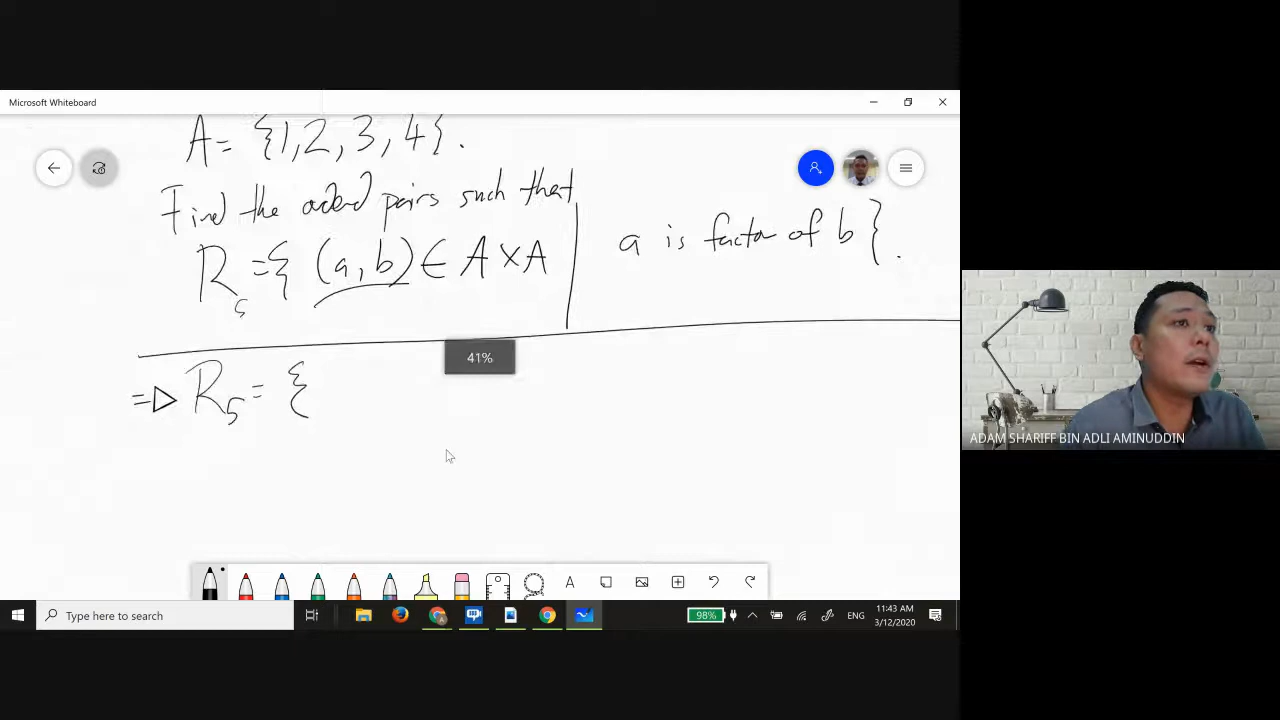 Microsoft Whiteboard
A = {1, 2, 3, 4}.
Find the ordered pairs such that
R5 = { (a, b) ∈ A × A | a is factor of b }.
41%
=▷ R5 = {
ADAM SHARIFF BIN ADLI AMINUDDIN
A
Type here to search
98%
ENG
11:43 AM
3/12/2020